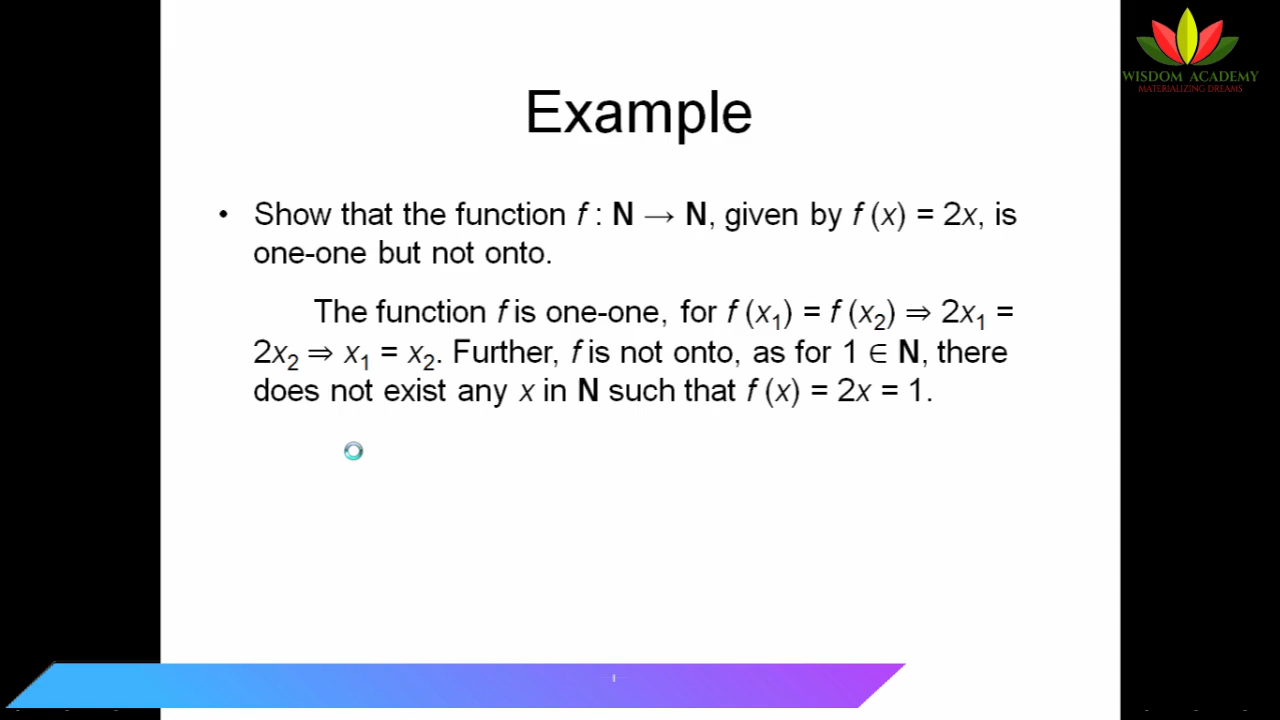 WISDOM ACADEMY
MATERIALIZING DREAMS
Example
• Show that the function f : N → N, given by f (x) = 2x, is
one-one but not onto.
The function f is one-one, for f (x₁) = f (x₂) ⇒ 2x₁ =
2x₂ ⇒ x₁ = x₂. Further, f is not onto, as for 1 ∈ N, there
does not exist any x in N such that f (x) = 2x = 1.